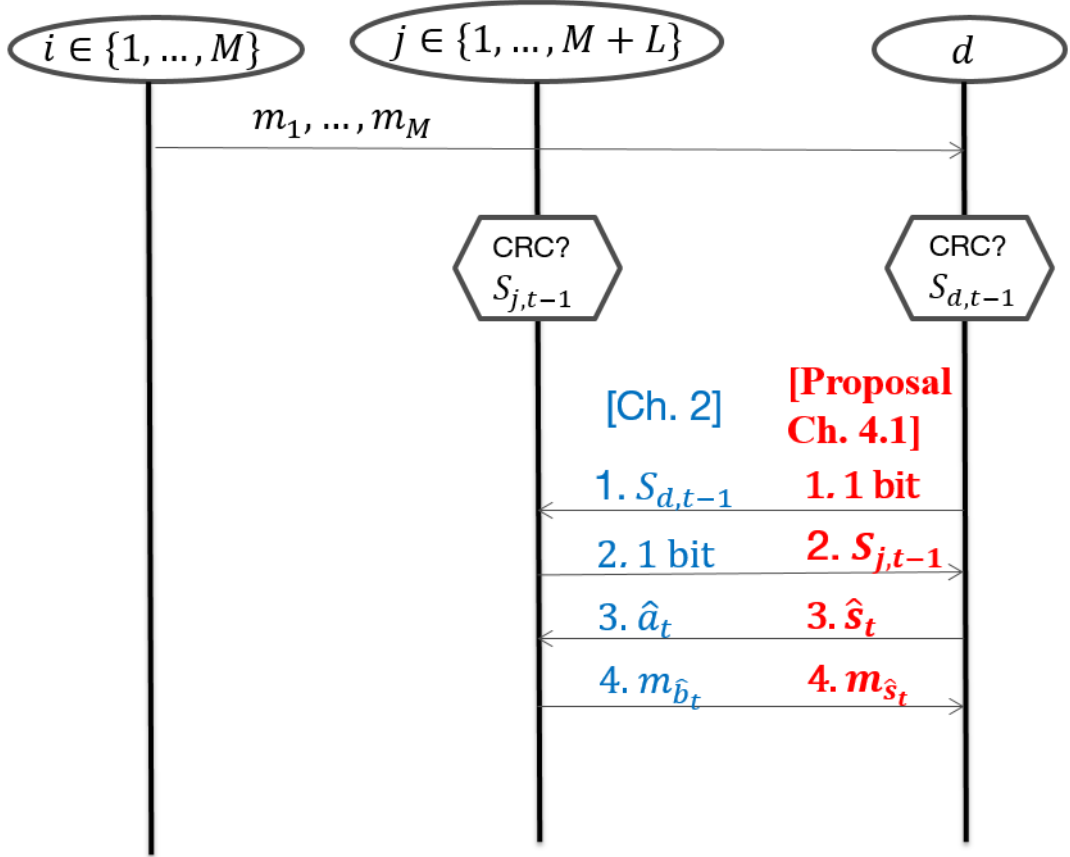 i ∈ {1, …, M}
j ∈ {1, …, M + L}
d
m₁, …, m_M
CRC?
S_{j,t−1}
CRC?
S_{d,t−1}
[Ch. 2]
[Proposal
Ch. 4.1]
1. S_{d,t−1}
1. 1 bit
2. 1 bit
2. S_{j,t−1}
3. â_t
3. ŝ_t
4. m_{b̂_t}
4. m_{ŝ_t}